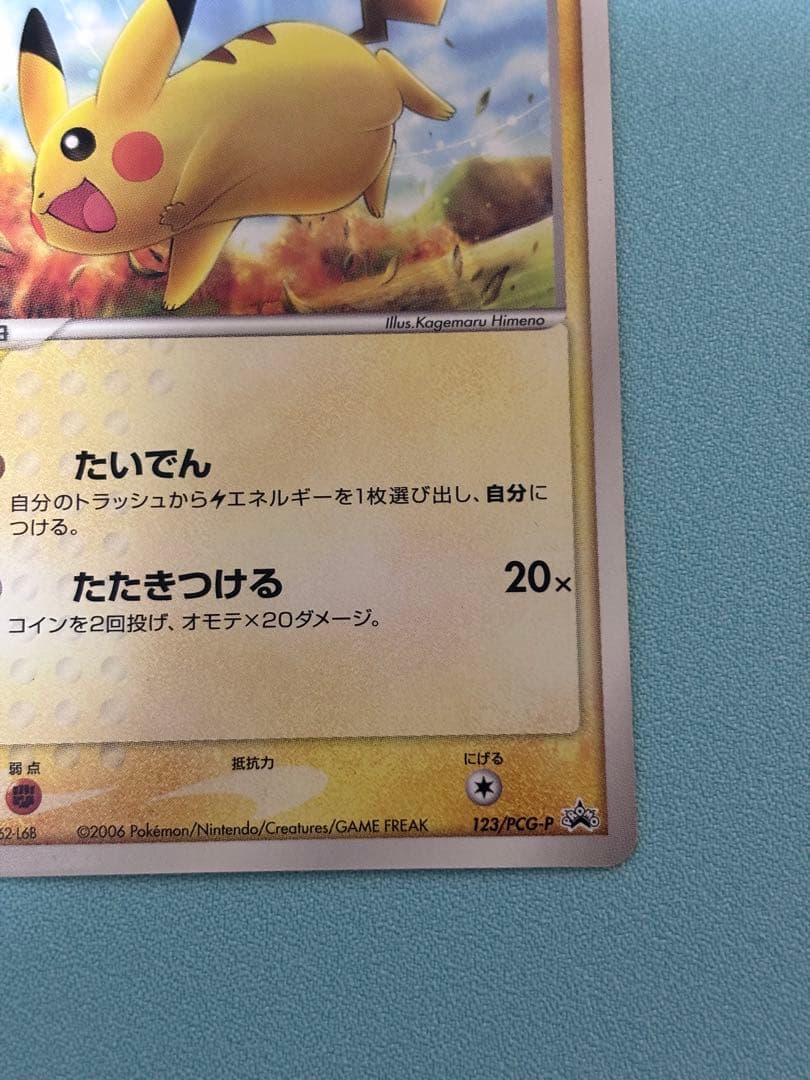 Illus.Kagemaru Himeno
たいでん
自分のトラッシュからエネルギーを1枚選び出し、自分に
つける。
たたきつける 20×
コインを2回投げ、オモテ×20ダメージ。
弱点 抵抗力 にげる
62-L6B ©2006 Pokémon/Nintendo/Creatures/GAME FREAK 123/PCG-P PROMO